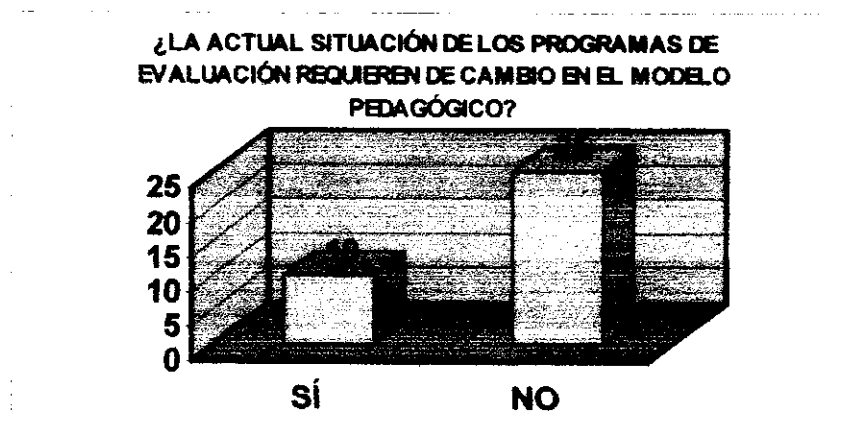 ¿LA ACTUAL SITUACIÓN DE LOS PROGRAMAS DE
EVALUACIÓN REQUIEREN DE CAMBIO EN EL MODELO
PEDAGÓGICO?
25
20
15
10
5
0
SÍ
NO